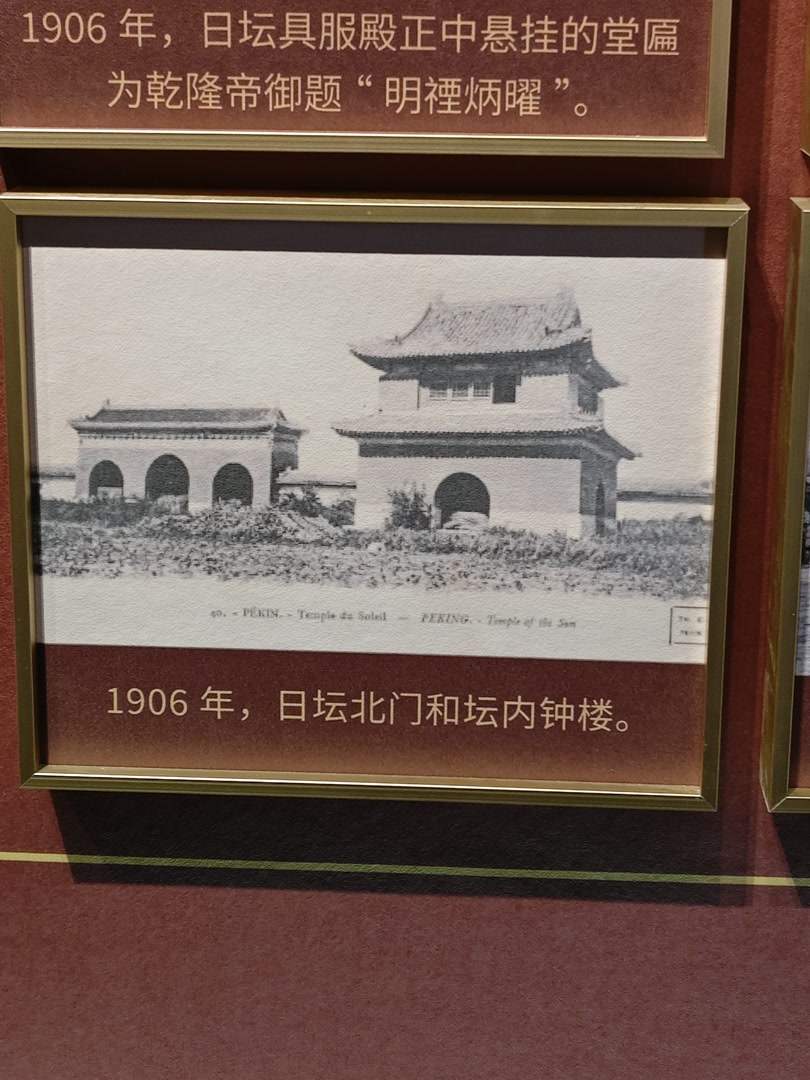 1906 年，日坛具服殿正中悬挂的堂匾
为乾隆帝御题“明禋炳曜”。
40. - PÉKIN. - Temple du Soleil — PEKING. - Temple of the Sun
1906 年，日坛北门和坛内钟楼。